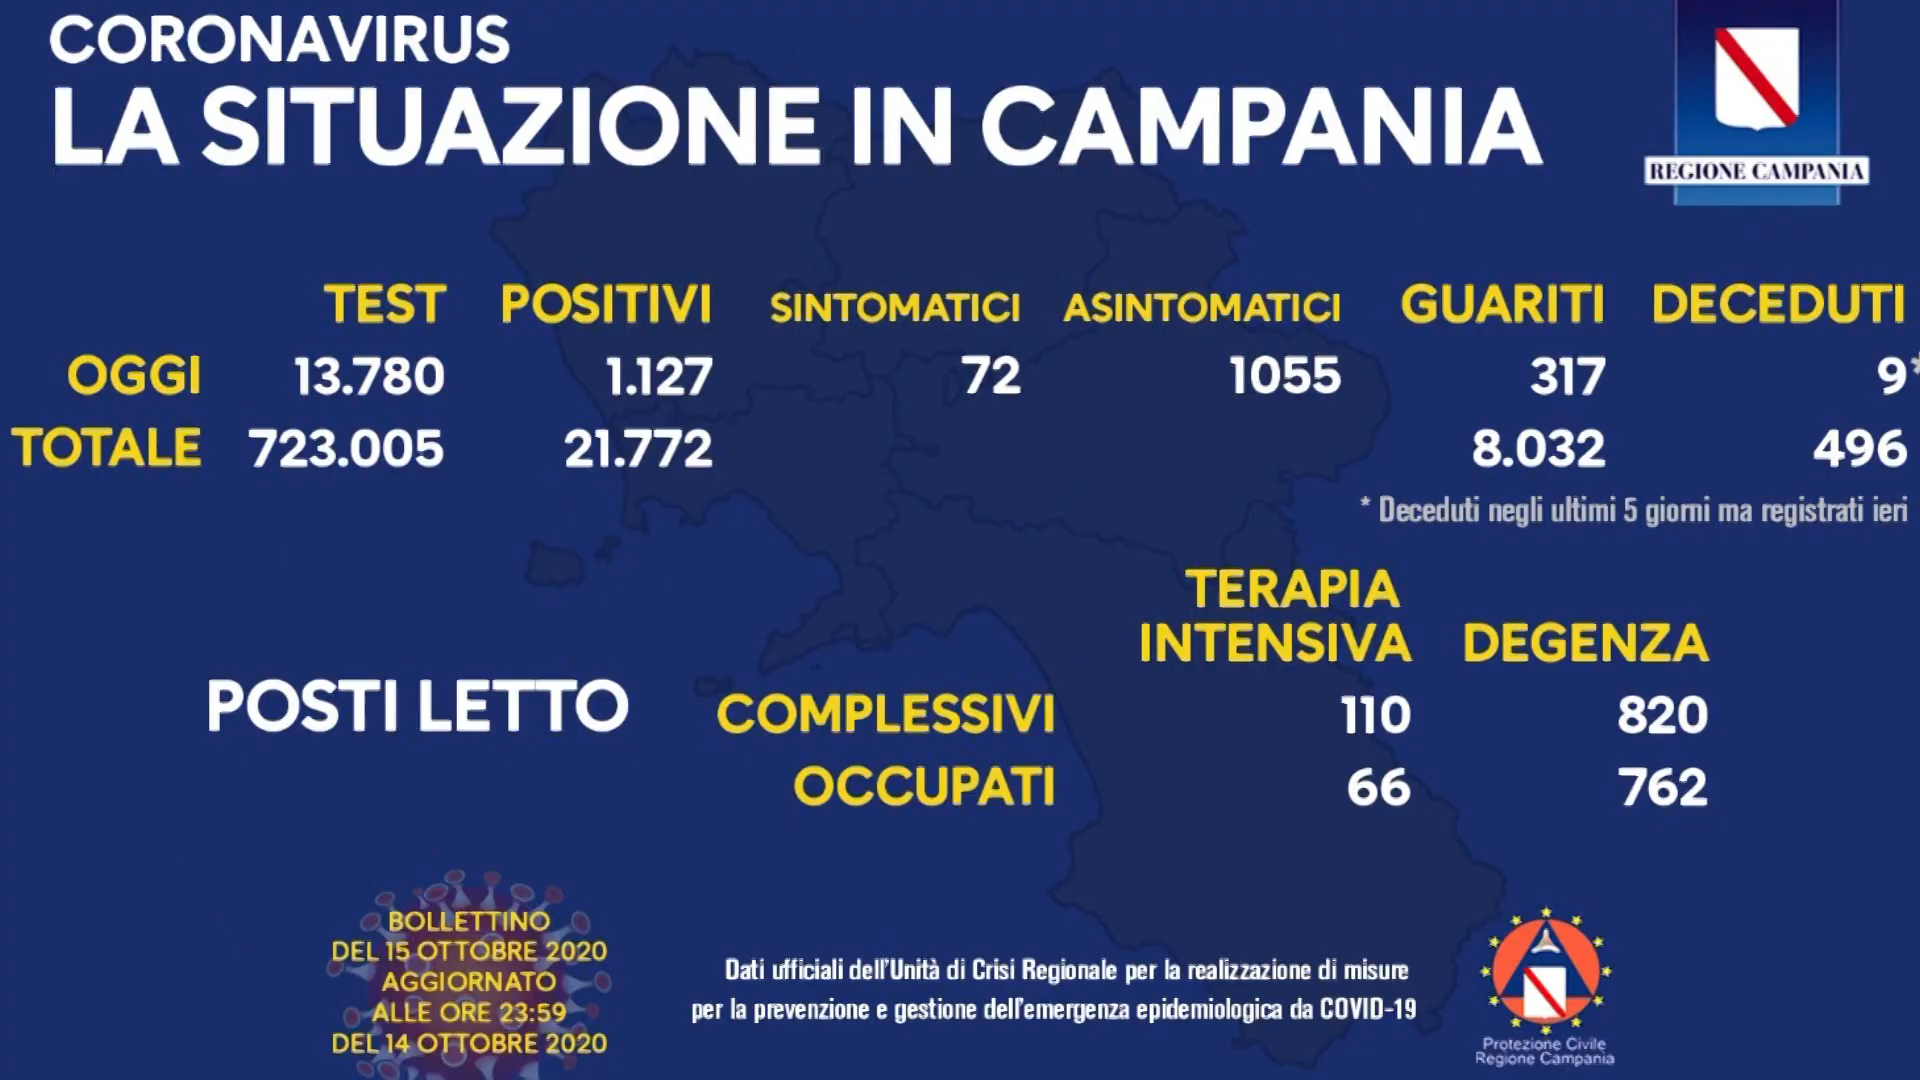 CORONAVIRUS
LA SITUAZIONE IN CAMPANIA
REGIONE CAMPANIA
TEST POSITIVI SINTOMATICI ASINTOMATICI GUARITI DECEDUTI
OGGI 13.780 1.127 72 1055 317 9*
TOTALE 723.005 21.772 8.032 496
* Deceduti negli ultimi 5 giorni ma registrati ieri
TERAPIA
INTENSIVA DEGENZA
POSTI LETTO
COMPLESSIVI 110 820
OCCUPATI 66 762
BOLLETTINO
DEL 15 OTTOBRE 2020
AGGIORNATO
ALLE ORE 23:59
DEL 14 OTTOBRE 2020
Dati ufficiali dell'Unità di Crisi Regionale per la realizzazione di misure
per la prevenzione e gestione dell'emergenza epidemiologica da COVID-19
Protezione Civile
Regione Campania